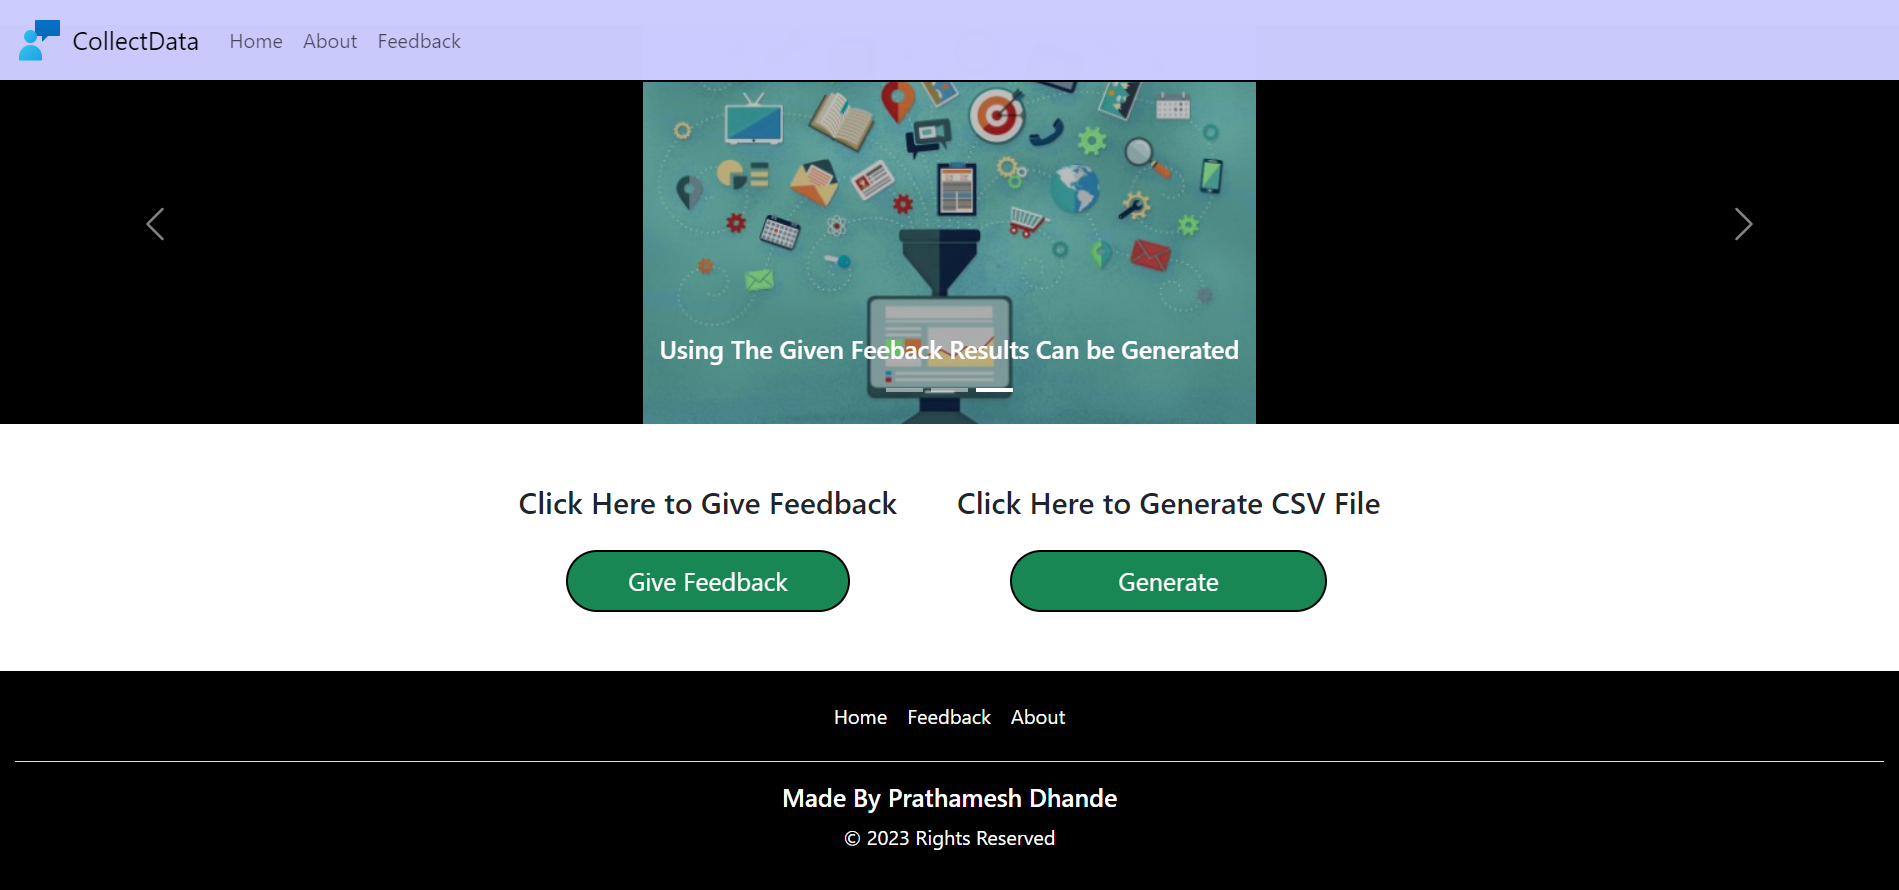 CollectData Home About Feedback
Using The Given Feeback Results Can be Generated
Click Here to Give Feedback
Give Feedback
Click Here to Generate CSV File
Generate
Home Feedback About
Made By Prathamesh Dhande
© 2023 Rights Reserved